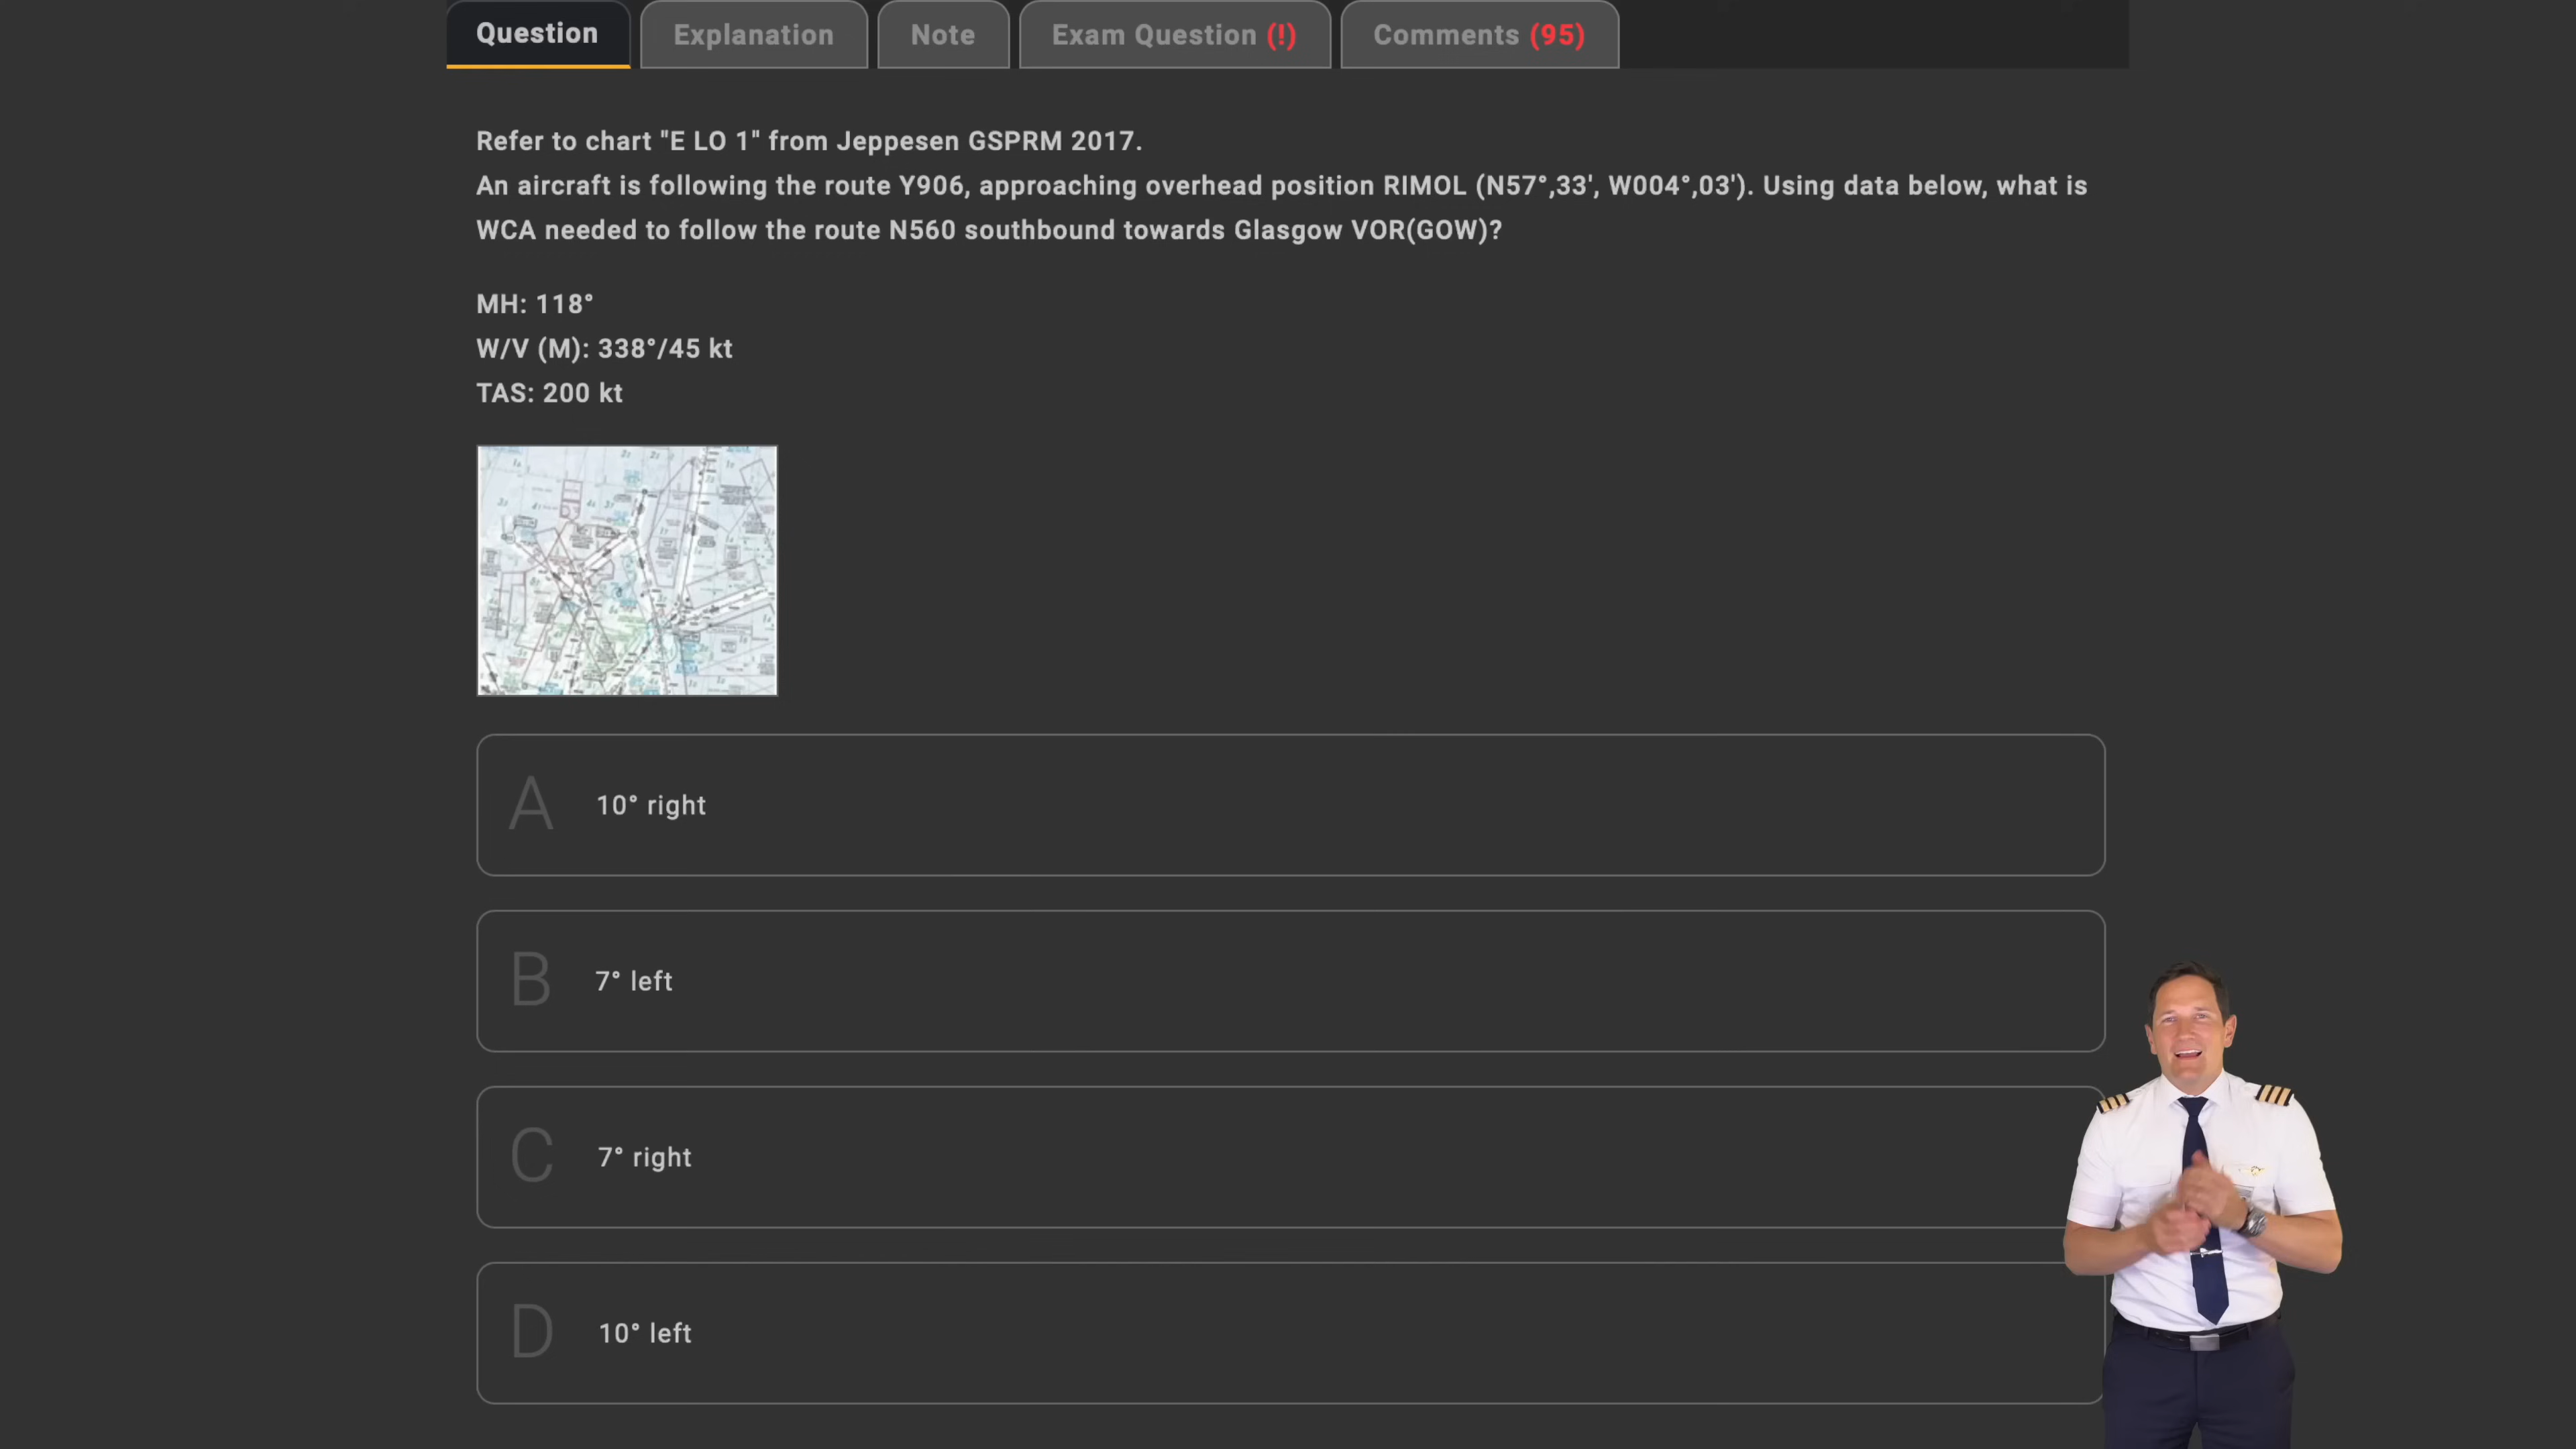 Question
Explanation
Note
Exam Question (!)
Comments (95)
Refer to chart "E LO 1" from Jeppesen GSPRM 2017.
An aircraft is following the route Y906, approaching overhead position RIMOL (N57°,33', W004°,03'). Using data below, what is
WCA needed to follow the route N560 southbound towards Glasgow VOR(GOW)?
MH: 118°
W/V (M): 338°/45 kt
TAS: 200 kt
A 10° right
B 7° left
C 7° right
D 10° left